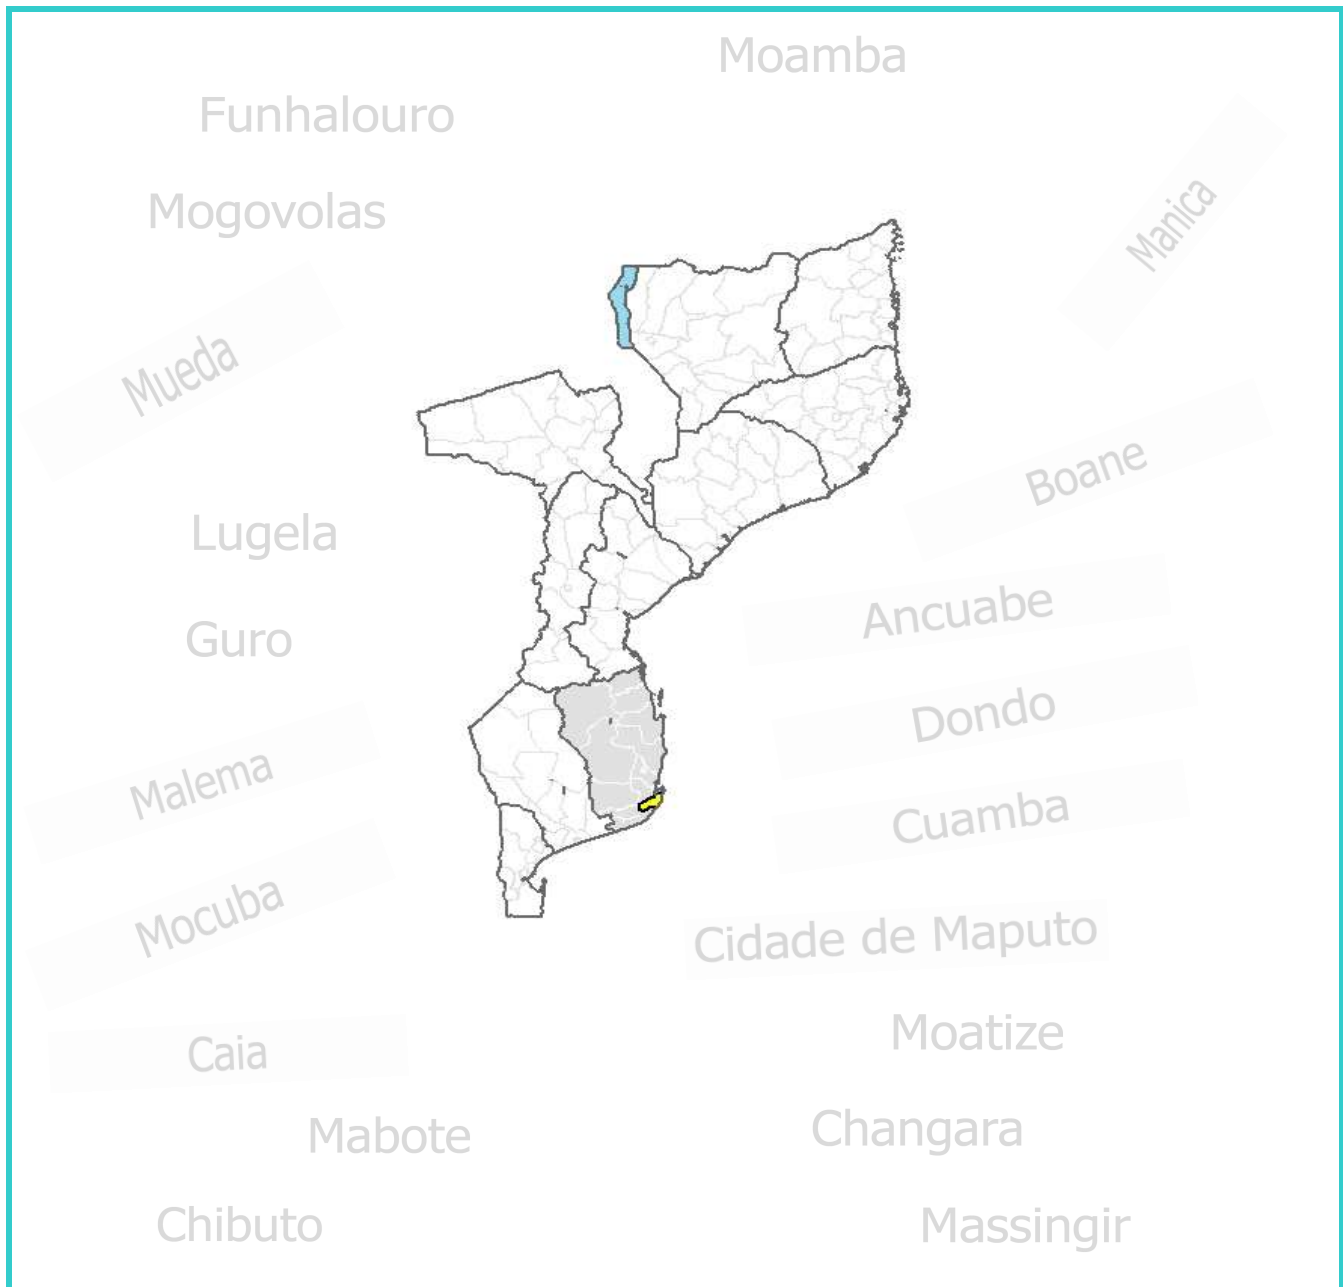 Moamba
Funhalouro
Manica
Mogovolas
Mueda
Boane
Lugela
Ancuabe
Guro
Dondo
Malema
Cuamba
Mocuba
Cidade de Maputo
Moatize
Caia
Changara
Mabote
Chibuto
Massingir